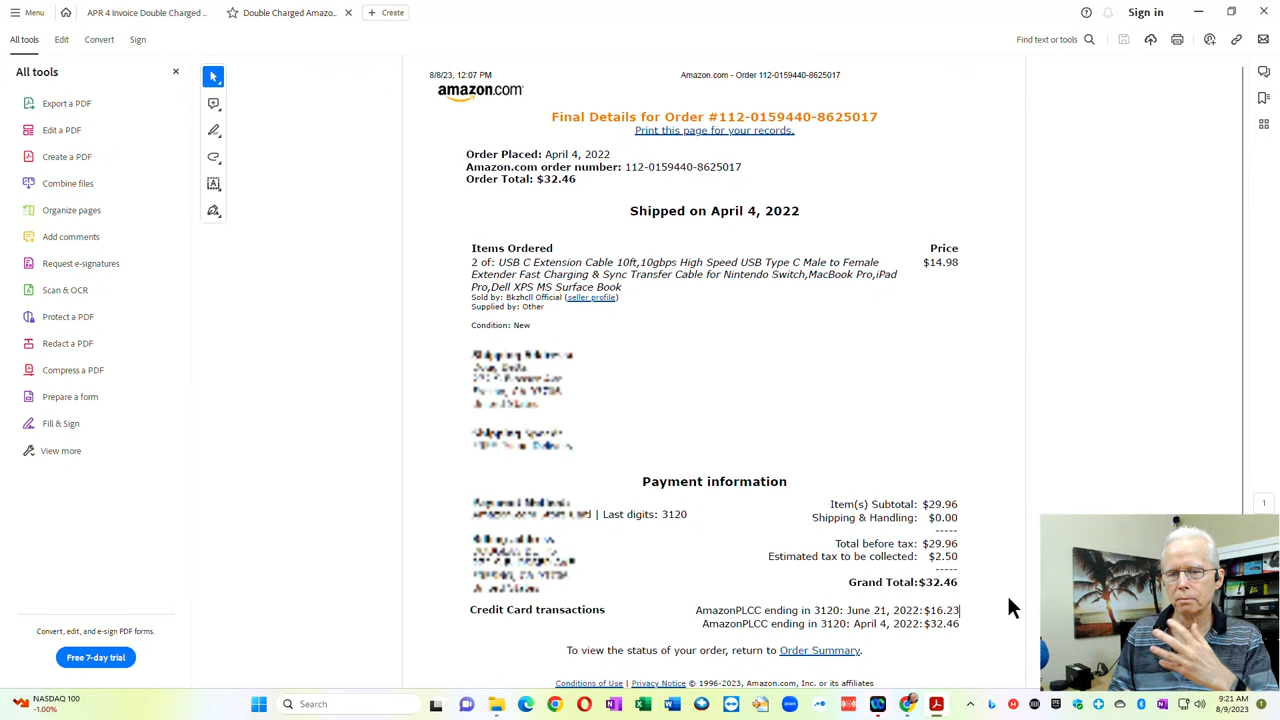 Menu
APR 4 Invoice Double Charged ...
Double Charged Amazo...
Create
Sign in
All tools
Edit
Convert
Sign
Find text or tools
All tools
Export a PDF
Edit a PDF
Create a PDF
Combine files
Organize pages
Add comments
Request e-signatures
Scan & OCR
Protect a PDF
Redact a PDF
Compress a PDF
Prepare a form
Fill & Sign
View more
Convert, edit, and e-sign PDF forms.
Free 7-day trial
8/8/23, 12:07 PM
Amazon.com - Order 112-0159440-8625017
amazon.com
Final Details for Order #112-0159440-8625017
Print this page for your records.
Order Placed: April 4, 2022
Amazon.com order number: 112-0159440-8625017
Order Total: $32.46
Shipped on April 4, 2022
Items Ordered Price
2 of: USB C Extension Cable 10ft,10gbps High Speed USB Type C Male to Female $14.98
Extender Fast Charging & Sync Transfer Cable for Nintendo Switch,MacBook Pro,iPad
Pro,Dell XPS MS Surface Book
Sold by: Bkzhcll Official (seller profile)
Supplied by: Other
Condition: New
Payment information
| Last digits: 3120
Item(s) Subtotal: $29.96
Shipping & Handling: $0.00
-----
Total before tax: $29.96
Estimated tax to be collected: $2.50
-----
Grand Total:$32.46
Credit Card transactions
AmazonPLCC ending in 3120: June 21, 2022:$16.23
AmazonPLCC ending in 3120: April 4, 2022:$32.46
To view the status of your order, return to Order Summary.
Conditions of Use | Privacy Notice © 1996-2023, Amazon.com, Inc. or its affiliates
1
NASDAQ 100
-1.00%
Search
9:21 AM
8/9/2023